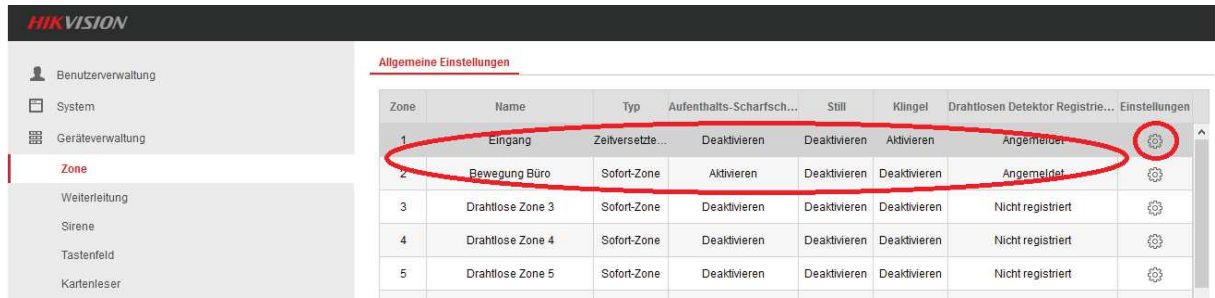 HIKVISION
Benutzerverwaltung
System
Geräteverwaltung
Zone
Weiterleitung
Sirene
Tastenfeld
Kartenleser
Allgemeine Einstellungen
Zone Name Typ Aufenthalts-Scharfsch... Still Klingel Drahtlosen Detektor Registrie... Einstellungen
1 Eingang Zeitversetzte... Deaktivieren Deaktivieren Aktivieren Angemeldet
2 Bewegung Büro Sofort-Zone Aktivieren Deaktivieren Deaktivieren Angemeldet
3 Drahtlose Zone 3 Sofort-Zone Deaktivieren Deaktivieren Deaktivieren Nicht registriert
4 Drahtlose Zone 4 Sofort-Zone Deaktivieren Deaktivieren Deaktivieren Nicht registriert
5 Drahtlose Zone 5 Sofort-Zone Deaktivieren Deaktivieren Deaktivieren Nicht registriert